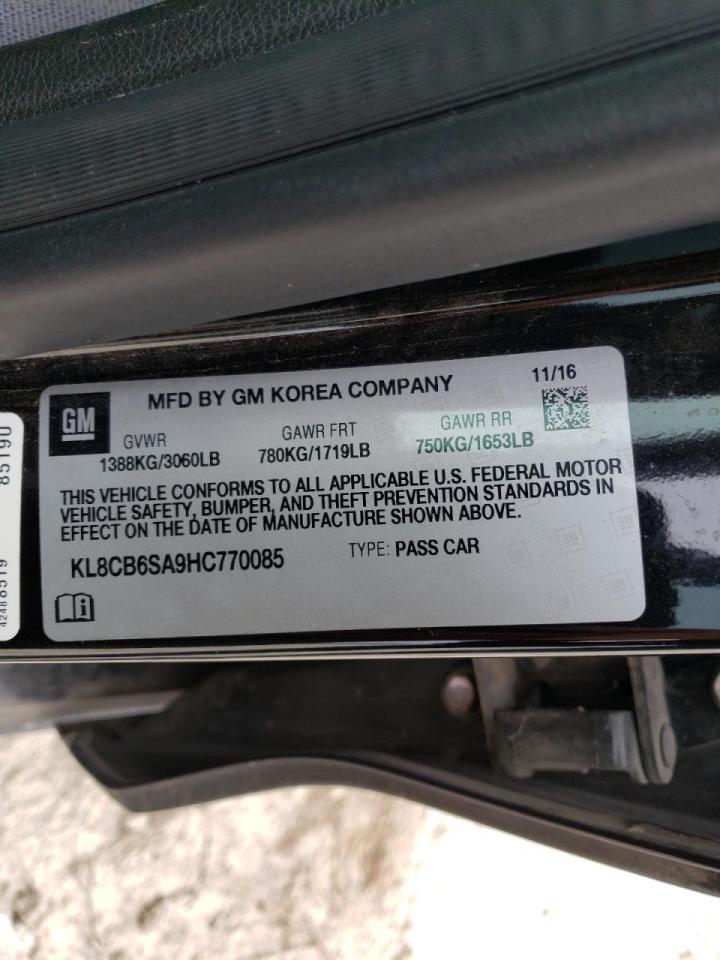 GM
MFD BY GM KOREA COMPANY
11/16
GVWR
GAWR FRT
GAWR RR
1388KG/3060LB
780KG/1719LB
750KG/1653LB
THIS VEHICLE CONFORMS TO ALL APPLICABLE U.S. FEDERAL MOTOR
VEHICLE SAFETY, BUMPER, AND THEFT PREVENTION STANDARDS IN
EFFECT ON THE DATE OF MANUFACTURE SHOWN ABOVE.
KL8CB6SA9HC770085
TYPE: PASS CAR
42488519